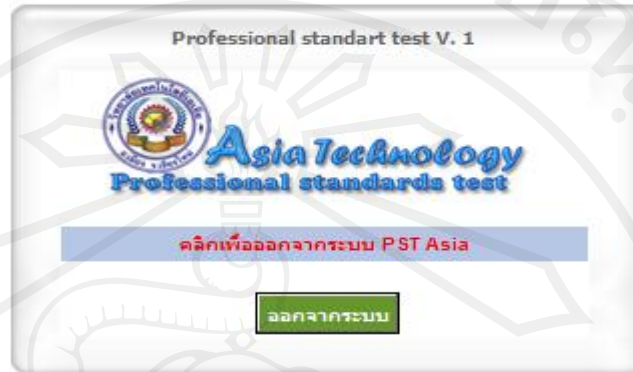 Professional standart test V. 1
Asia Technology
Professional standards test
คลิกเพื่อออกจากระบบ PST Asia
ออกจากระบบ